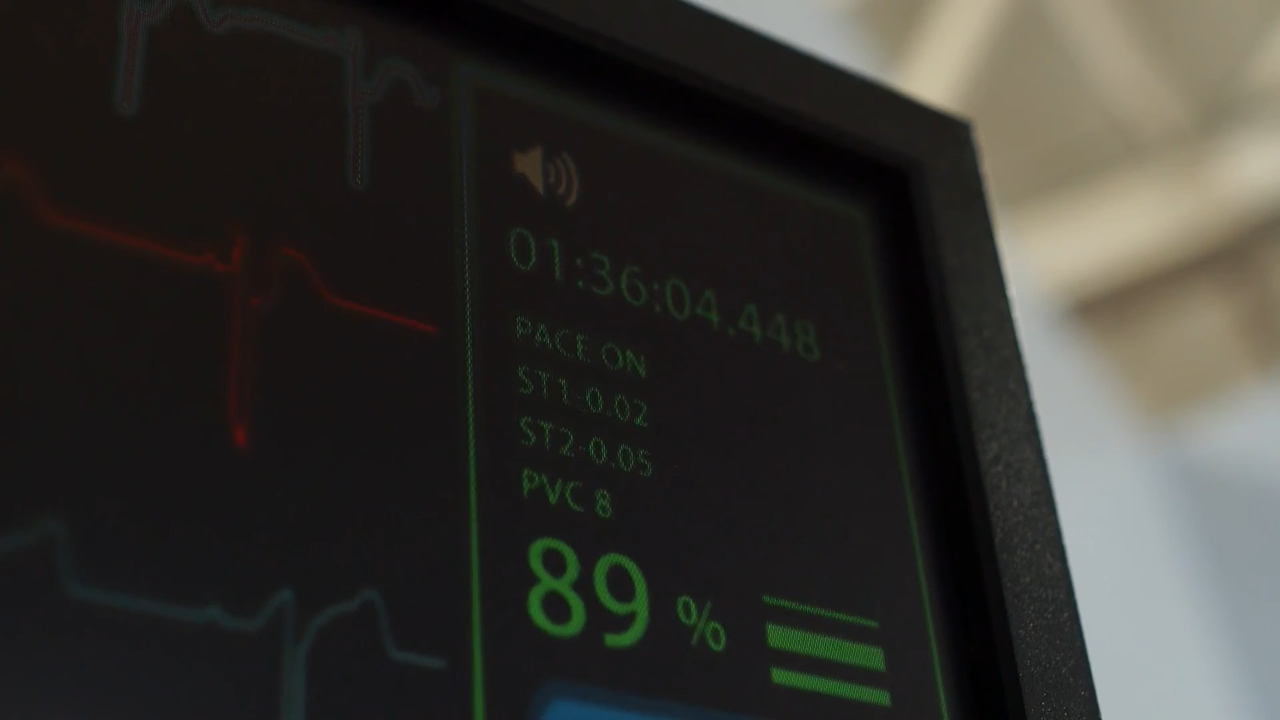 01:36:04.448
PACE ON
ST1-0.02
ST2-0.05
PVC 8
89 %